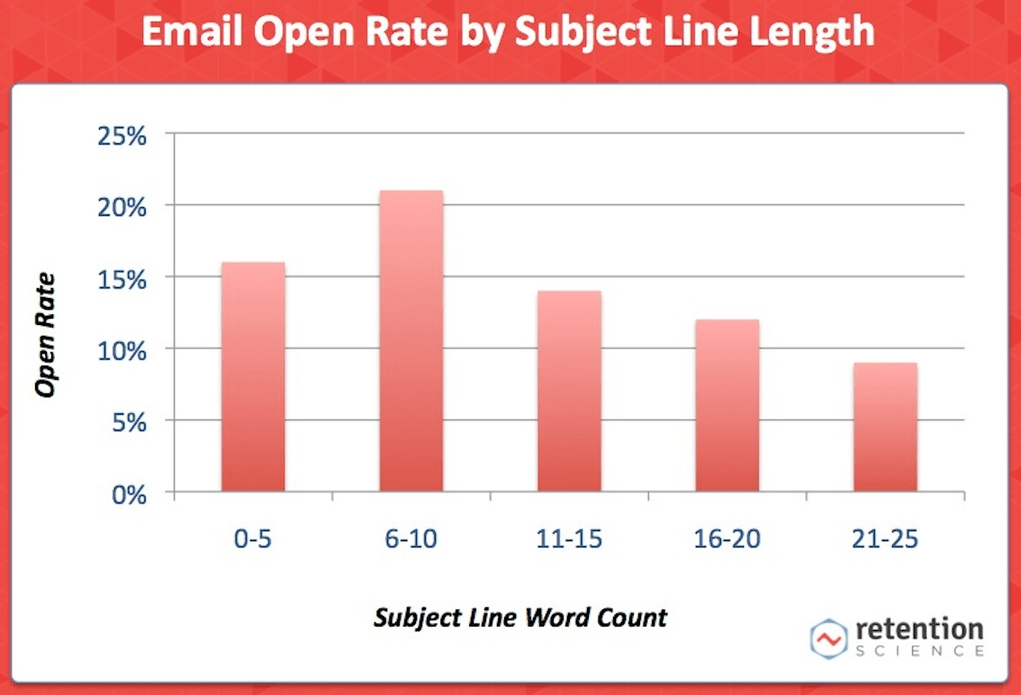 Email Open Rate by Subject Line Length
25%
20%
15%
10%
5%
0%
Open Rate
0-5 6-10 11-15 16-20 21-25
Subject Line Word Count
retention
SCIENCE